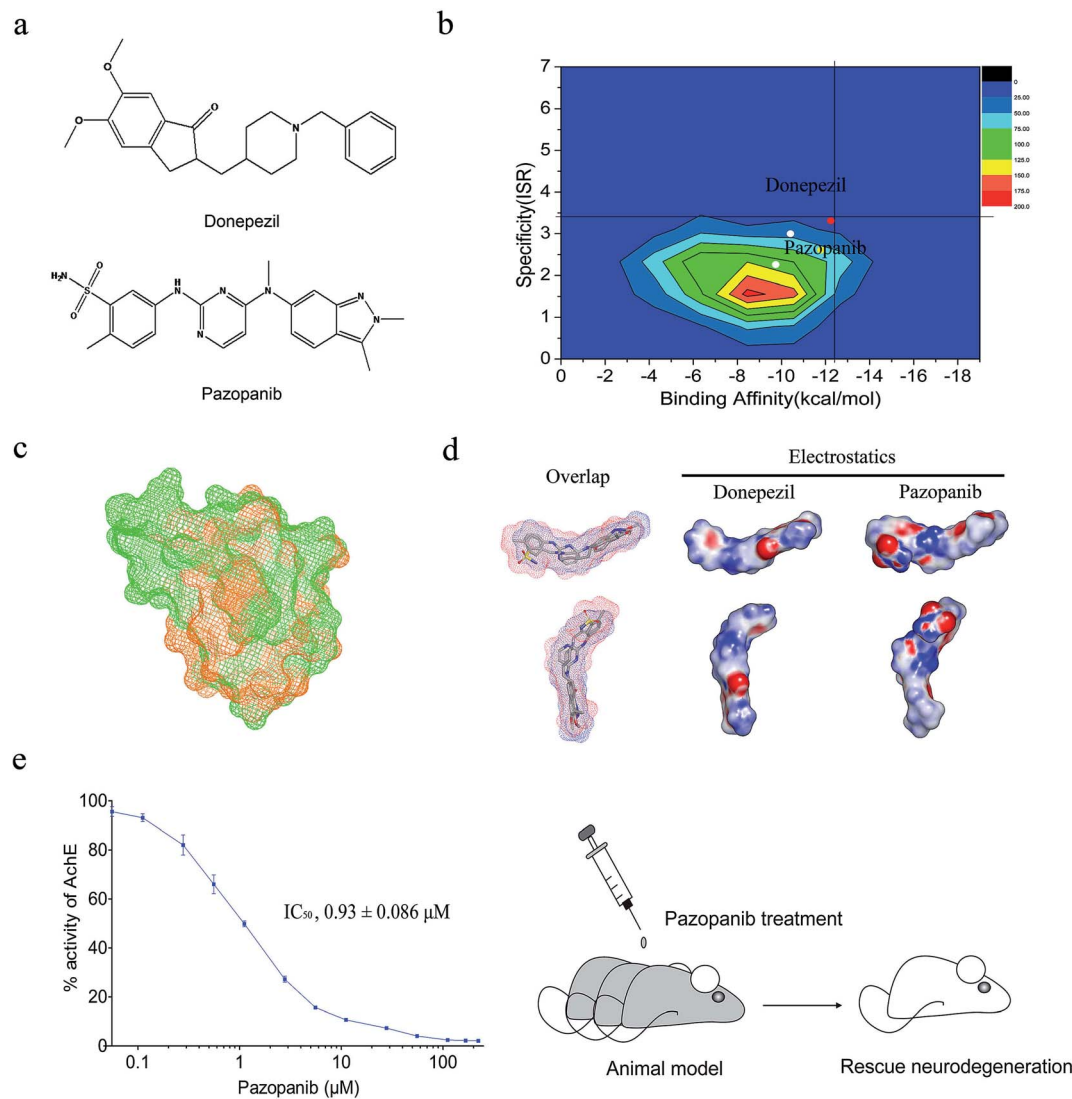 a
O
O
O
N
Donepezil
H₂N
O
S
O
H
N
N
N
N
N
N
Pazopanib
b
7
6
5
4
3
2
1
0
Specificity(ISR)
Donepezil
Pazopanib
0 -2 -4 -6 -8 -10 -12 -14 -16 -18
Binding Affinity(kcal/mol)
0
25.00
50.00
75.00
100.0
125.0
150.0
175.0
200.0
c
d
Electrostatics
Overlap
Donepezil
Pazopanib
e
100
80
60
40
20
0
% activity of AchE
IC₅₀, 0.93 ± 0.086 μM
0.1 1 10 100
Pazopanib (μM)
Pazopanib treatment
Animal model
Rescue neurodegeneration